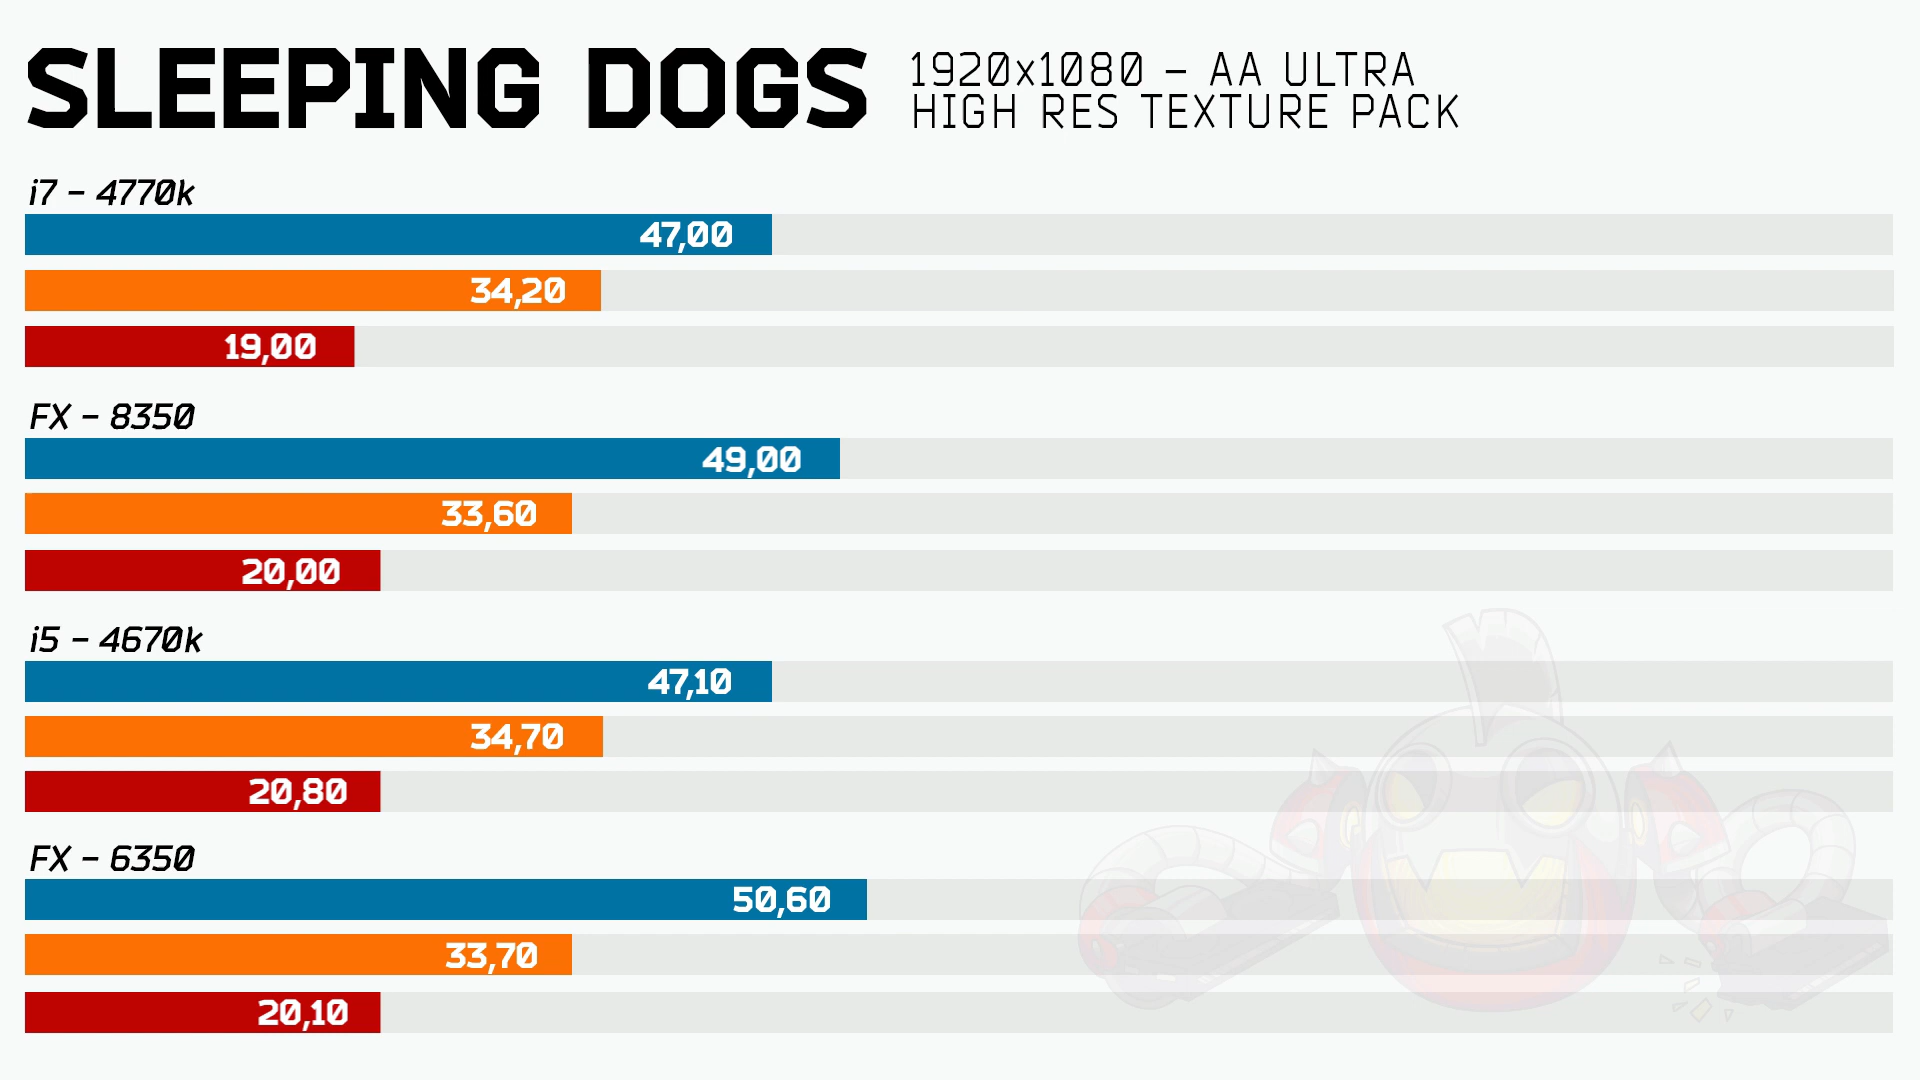 SLEEPING DOGS
1920x1080 – AA ULTRA
HIGH RES TEXTURE PACK
i7 – 4770k
47,00
34,20
19,00
FX – 8350
49,00
33,60
20,00
i5 – 4670k
47,10
34,70
20,80
FX – 6350
50,60
33,70
20,10